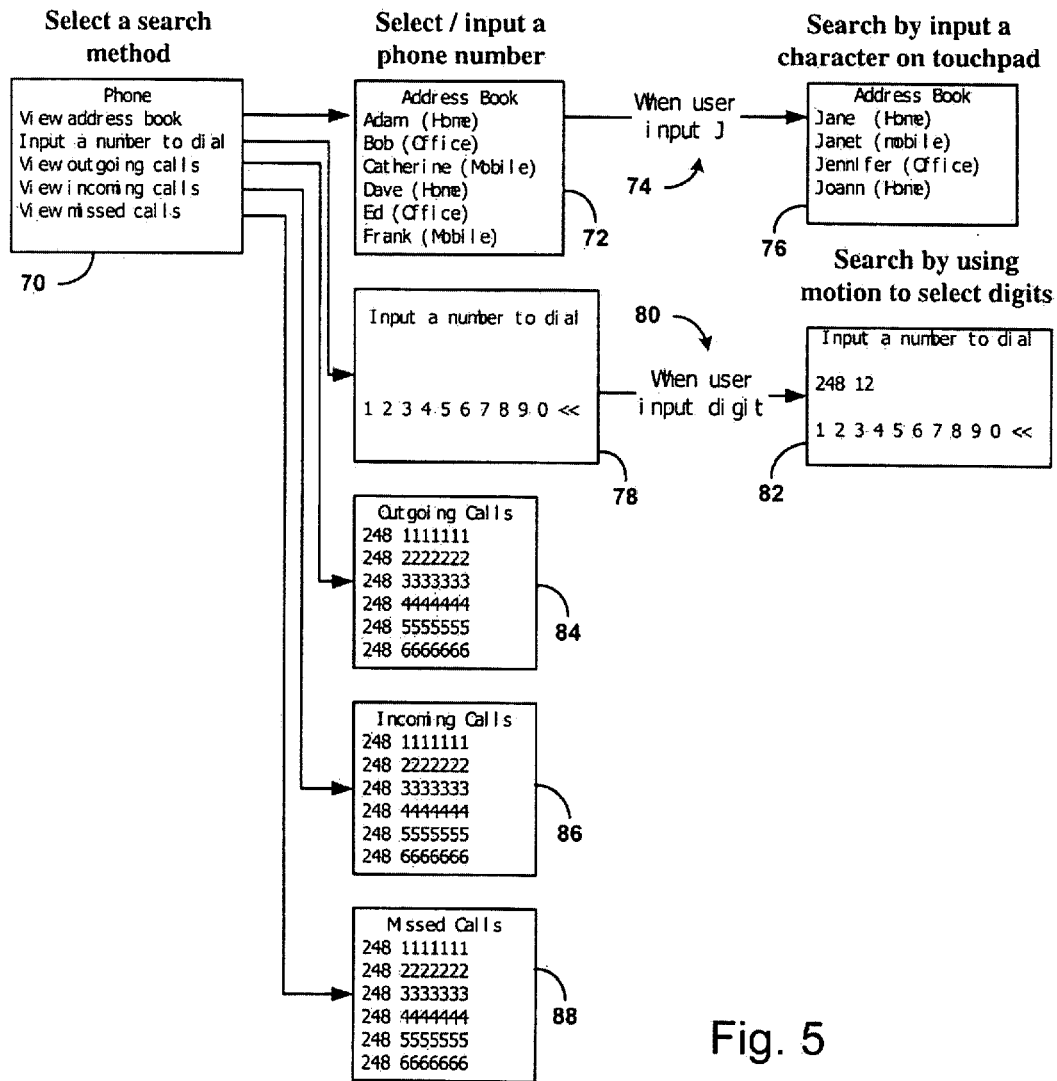 Select a search
method
Select / input a
phone number
Search by input a
character on touchpad
Phone
View address book
Input a number to dial
View outgoing calls
View incoming calls
View missed calls
70
Address Book
Adam (Home)
Bob (Office)
Catherine (Mobile)
Dave (Home)
Ed (Office)
Frank (Mobile)
72
When user
input J
74
Address Book
Jane (Home)
Janet (mobile)
Jennifer (Office)
Joann (Home)
76
Search by using
motion to select digits
Input a number to dial
1 2 3 4 5 6 7 8 9 0 <<
78
80
When user
input digit
Input a number to dial
248 12
1 2 3 4 5 6 7 8 9 0 <<
82
Outgoing Calls
248 1111111
248 2222222
248 3333333
248 4444444
248 5555555
248 6666666
84
Incoming Calls
248 1111111
248 2222222
248 3333333
248 4444444
248 5555555
248 6666666
86
Missed Calls
248 1111111
248 2222222
248 3333333
248 4444444
248 5555555
248 6666666
88
Fig. 5